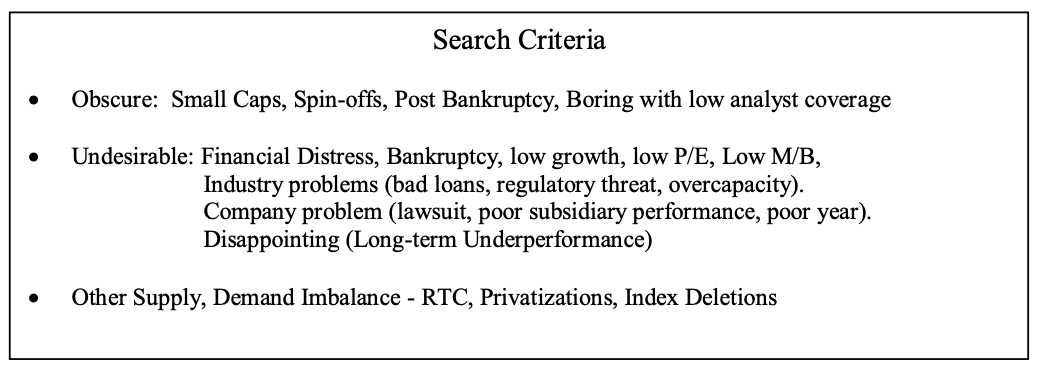 Search Criteria
• Obscure: Small Caps, Spin-offs, Post Bankruptcy, Boring with low analyst coverage
• Undesirable: Financial Distress, Bankruptcy, low growth, low P/E, Low M/B,
Industry problems (bad loans, regulatory threat, overcapacity).
Company problem (lawsuit, poor subsidiary performance, poor year).
Disappointing (Long-term Underperformance)
• Other Supply, Demand Imbalance - RTC, Privatizations, Index Deletions